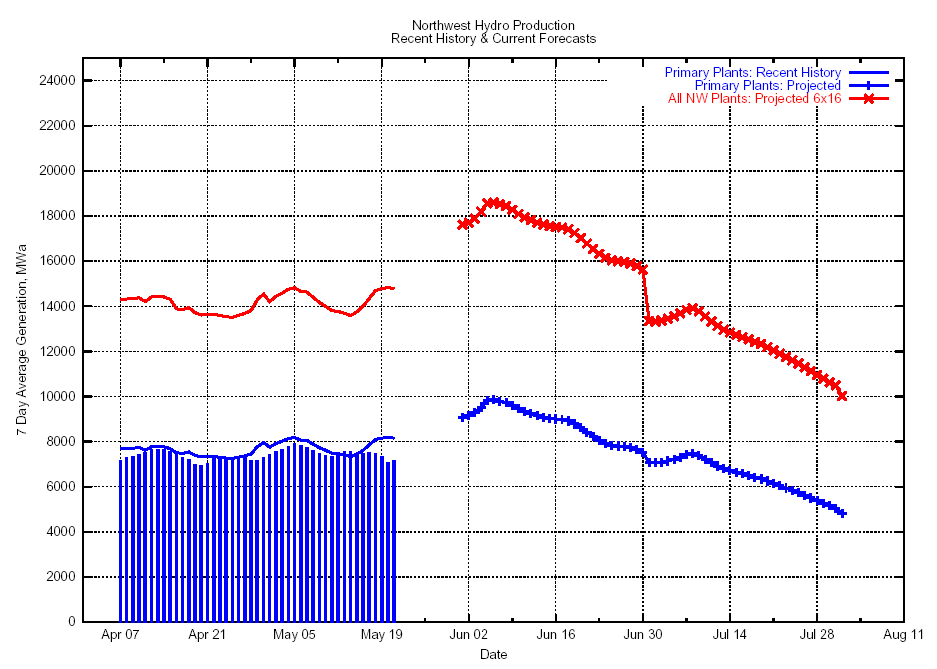 Northwest Hydro Production
Recent History & Current Forecasts
Primary Plants: Recent History
Primary Plants: Projected
All NW Plants: Projected 6x16
7 Day Average Generation, MWa
24000
22000
20000
18000
16000
14000
12000
10000
8000
6000
4000
2000
0
Apr 07 Apr 21 May 05 May 19 Jun 02 Jun 16 Jun 30 Jul 14 Jul 28 Aug 11
Date